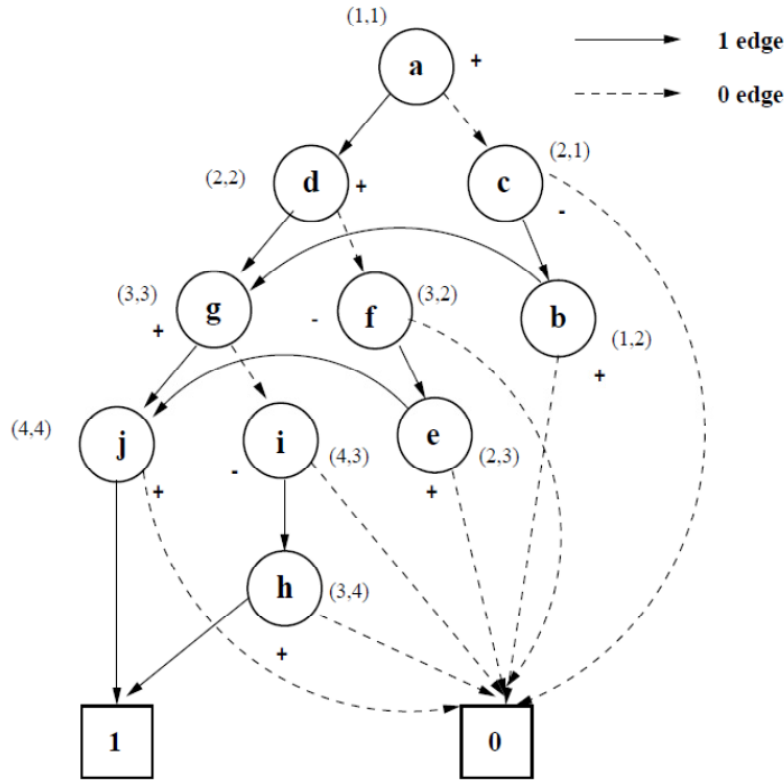 (1,1)
a
+
1 edge
0 edge
(2,2)
d
+
c
(2,1)
-
(3,3)
g
+
-
f
(3,2)
b
(1,2)
+
(4,4)
j
+
i
-
(4,3)
e
(2,3)
+
h
(3,4)
+
1
0